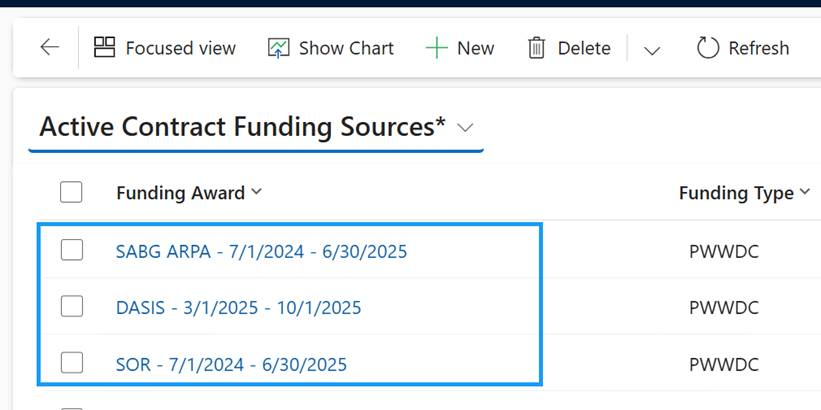 Focused view Show Chart New Delete Refresh
Active Contract Funding Sources*
Funding Award Funding Type
SABG ARPA - 7/1/2024 - 6/30/2025 PWWDC
DASIS - 3/1/2025 - 10/1/2025 PWWDC
SOR - 7/1/2024 - 6/30/2025 PWWDC